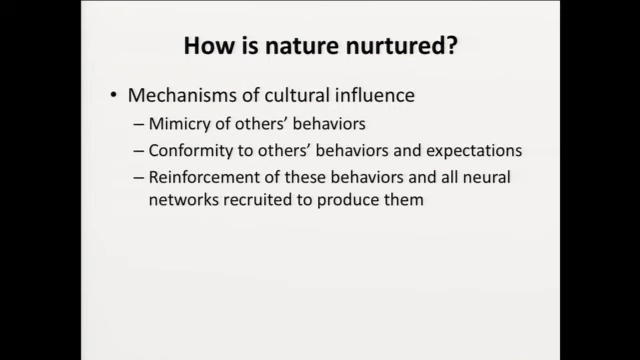 How is nature nurtured?
• Mechanisms of cultural influence
– Mimicry of others’ behaviors
– Conformity to others’ behaviors and expectations
– Reinforcement of these behaviors and all neural
networks recruited to produce them